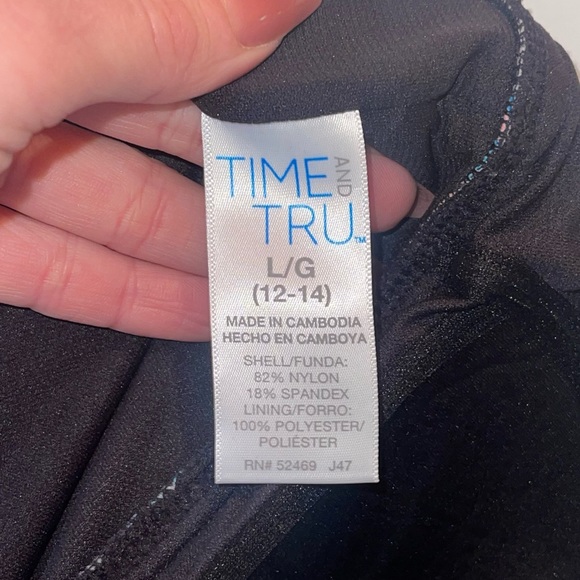 TIME AND
TRU™
L/G
(12-14)
MADE IN CAMBODIA
HECHO EN CAMBOYA
SHELL/FUNDA:
82% NYLON
18% SPANDEX
LINING/FORRO:
100% POLYESTER/
POLIÉSTER
RN# 52469 J47